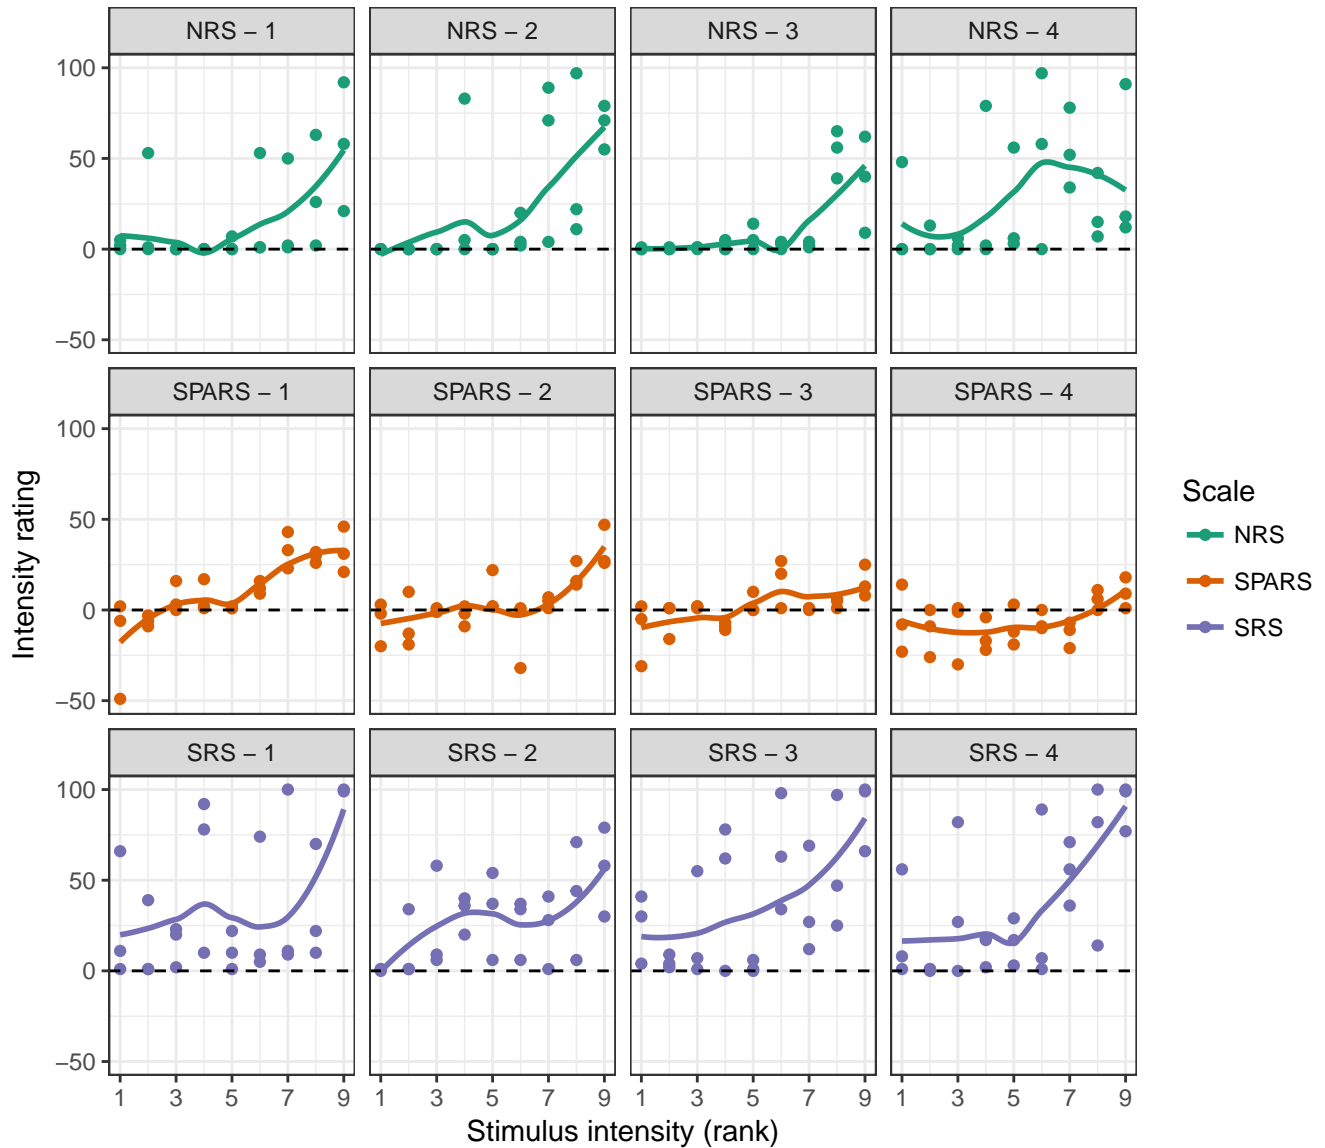 NRS − 1 NRS − 2 NRS − 3 NRS − 4
100
50
0
−50
SPARS − 1 SPARS − 2 SPARS − 3 SPARS − 4
100
50
0
−50
SRS − 1 SRS − 2 SRS − 3 SRS − 4
100
50
0
−50
1 3 5 7 9 1 3 5 7 9 1 3 5 7 9 1 3 5 7 9
Stimulus intensity (rank)
Intensity rating
Scale
NRS
SPARS
SRS